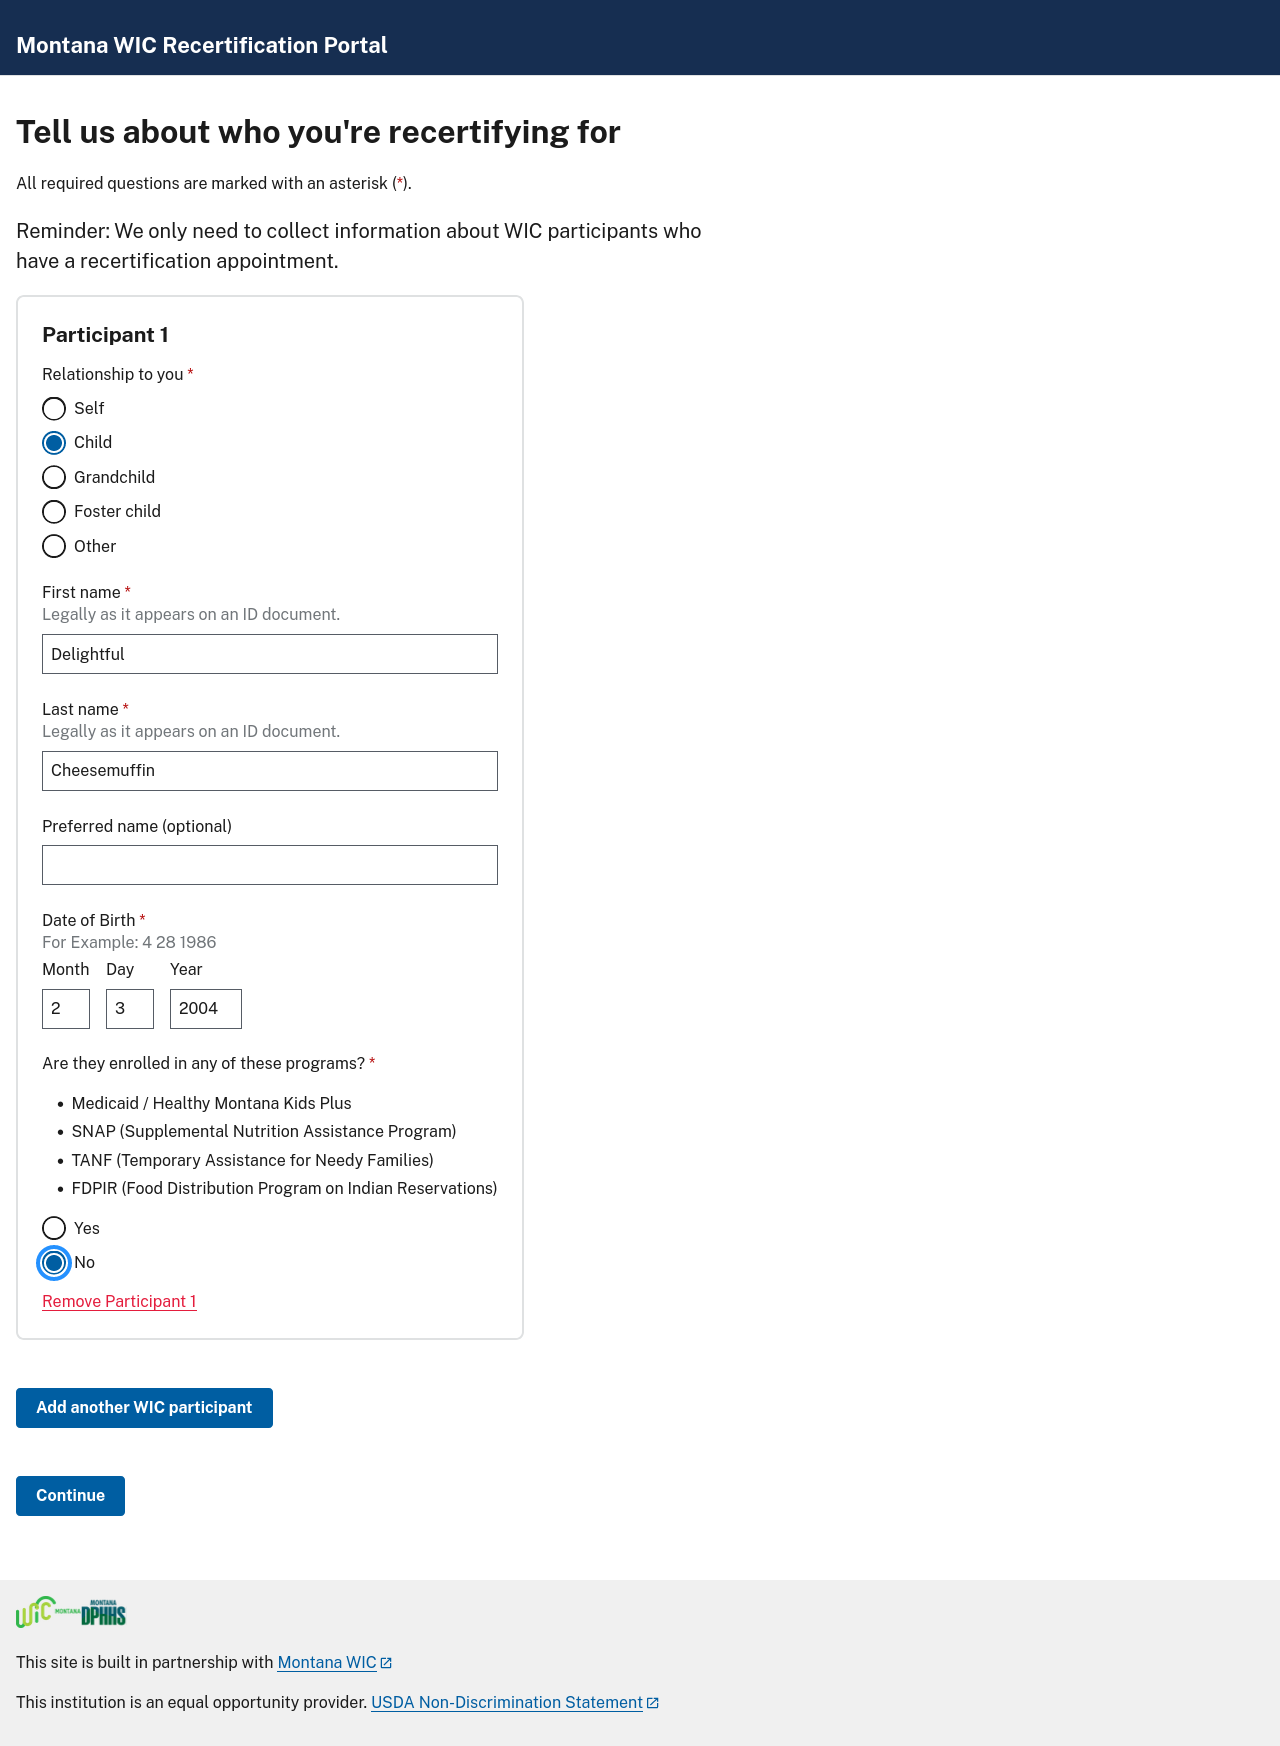 Montana WIC Recertification Portal
Tell us about who you're recertifying for
All required questions are marked with an asterisk (*).
Reminder: We only need to collect information about WIC participants who
have a recertification appointment.
Participant 1
Relationship to you *
Self
Child
Grandchild
Foster child
Other
First name *
Legally as it appears on an ID document.
Delightful
Last name *
Legally as it appears on an ID document.
Cheesemuffin
Preferred name (optional)
Date of Birth *
For Example: 4 28 1986
Month Day Year
2 3 2004
Are they enrolled in any of these programs? *
• Medicaid / Healthy Montana Kids Plus
• SNAP (Supplemental Nutrition Assistance Program)
• TANF (Temporary Assistance for Needy Families)
• FDPIR (Food Distribution Program on Indian Reservations)
Yes
No
Remove Participant 1
Add another WIC participant
Continue
WIC MONTANA MONTANA DPHHS
This site is built in partnership with Montana WIC
This institution is an equal opportunity provider. USDA Non-Discrimination Statement